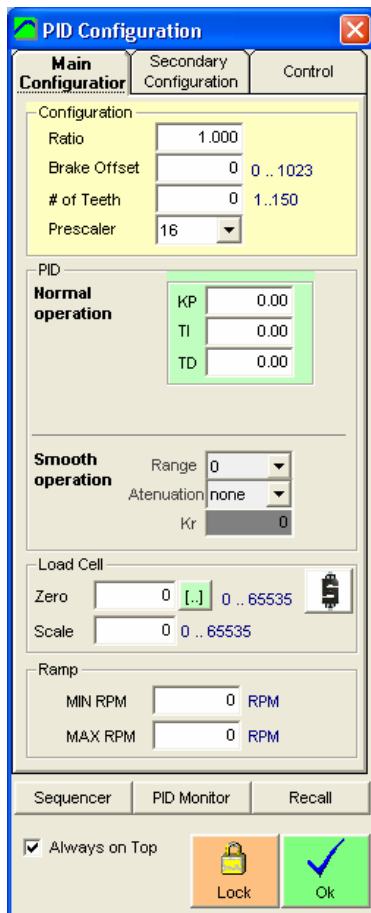 PID Configuration
Main Configuratior
Secondary Configuration
Control
Configuration
Ratio 1.000
Brake Offset 0 0 .. 1023
# of Teeth 0 1..150
Prescaler 16
PID
Normal operation
KP 0.00
TI 0.00
TD 0.00
Smooth operation
Range 0
Atenuation none
Kr 0
Load Cell
Zero 0 [..] 0 .. 65535
Scale 0 0 .. 65535
Ramp
MIN RPM 0 RPM
MAX RPM 0 RPM
Sequencer PID Monitor Recall
Always on Top
Lock Ok